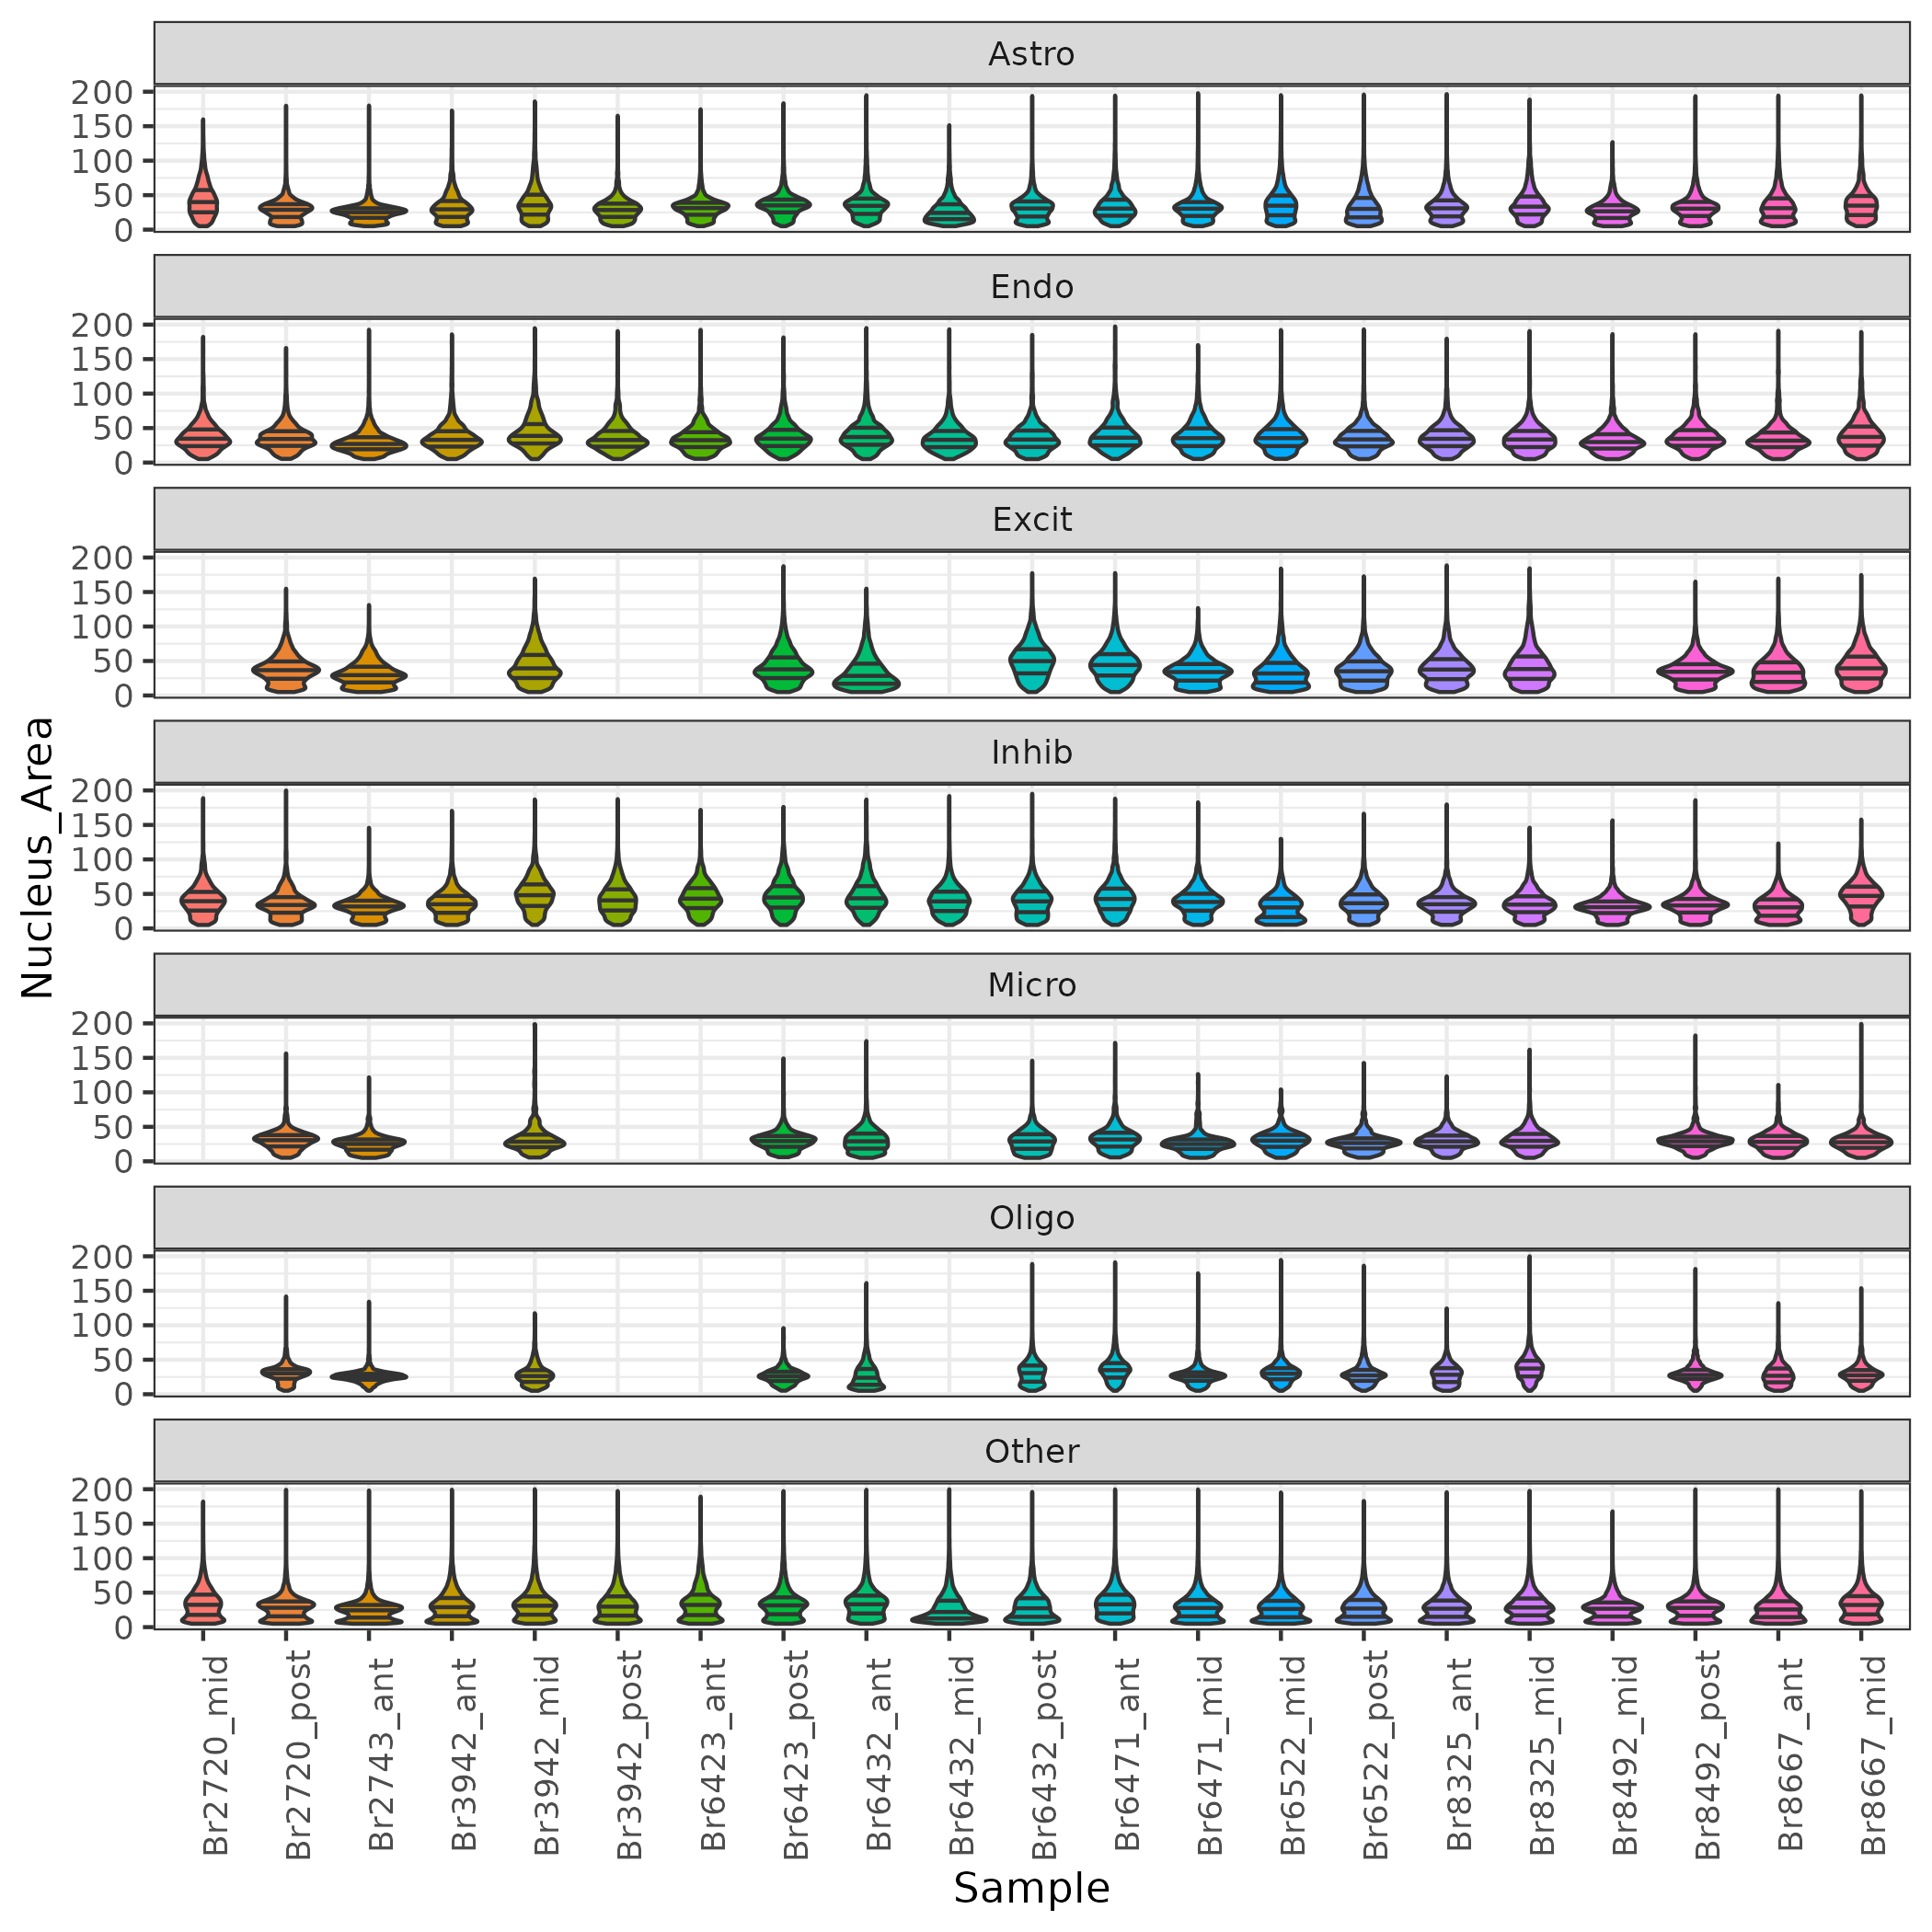 Astro
200
150
100
50
0
Endo
200
150
100
50
0
Excit
200
150
100
50
0
Inhib
200
150
100
50
0
Micro
200
150
100
50
0
Oligo
200
150
100
50
0
Other
200
150
100
50
0
Nucleus_Area
Br2720_mid
Br2720_post
Br2743_ant
Br3942_ant
Br3942_mid
Br3942_post
Br6423_ant
Br6423_post
Br6432_ant
Br6432_mid
Br6432_post
Br6471_ant
Br6471_mid
Br6522_mid
Br6522_post
Br8325_ant
Br8325_mid
Br8492_mid
Br8492_post
Br8667_ant
Br8667_mid
Sample